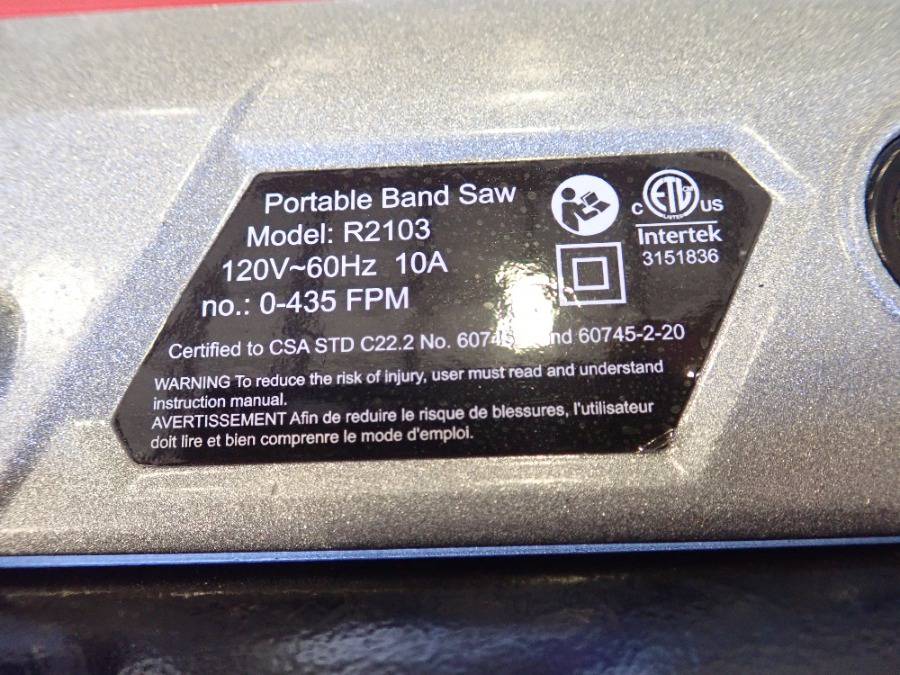 Portable Band Saw
Model: R2103
120V~60Hz 10A
no.: 0-435 FPM
ETL
CM
LISTED
C US
Intertek
3151836
Certified to CSA STD C22.2 No. and 60745-2-20
WARNING To reduce the risk of injury, user must read and understand
instruction manual.
AVERTISSEMENT Afin de reduire le risque de blessures, l'utilisateur
doit lire et bien comprenre le mode d'emploi.